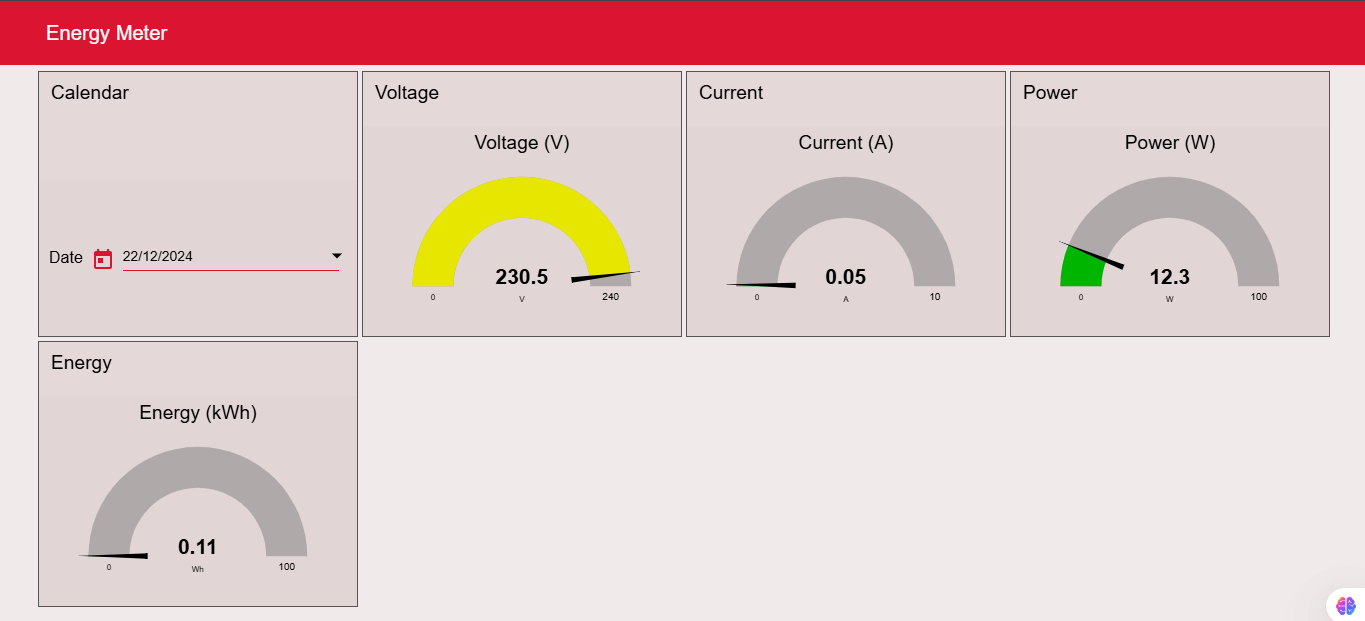 Energy Meter
Calendar
Date 22/12/2024
Voltage
Voltage (V)
230.5
V
0 240
Current
Current (A)
0.05
A
0 10
Power
Power (W)
12.3
W
0 100
Energy
Energy (kWh)
0.11
Wh
0 100